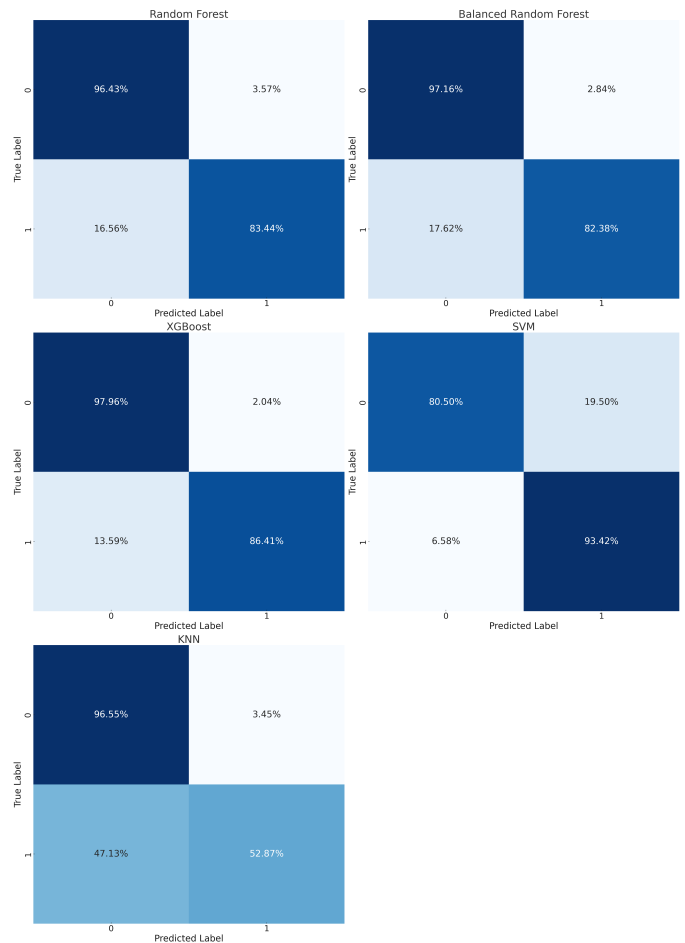 Random Forest
True Label
0
96.43%
3.57%
1
16.56%
83.44%
0
1
Predicted Label
Balanced Random Forest
True Label
0
97.16%
2.84%
1
17.62%
82.38%
0
1
Predicted Label
XGBoost
True Label
0
97.96%
2.04%
1
13.59%
86.41%
0
1
Predicted Label
SVM
True Label
0
80.50%
19.50%
1
6.58%
93.42%
0
1
Predicted Label
KNN
True Label
0
96.55%
3.45%
1
47.13%
52.87%
0
1
Predicted Label